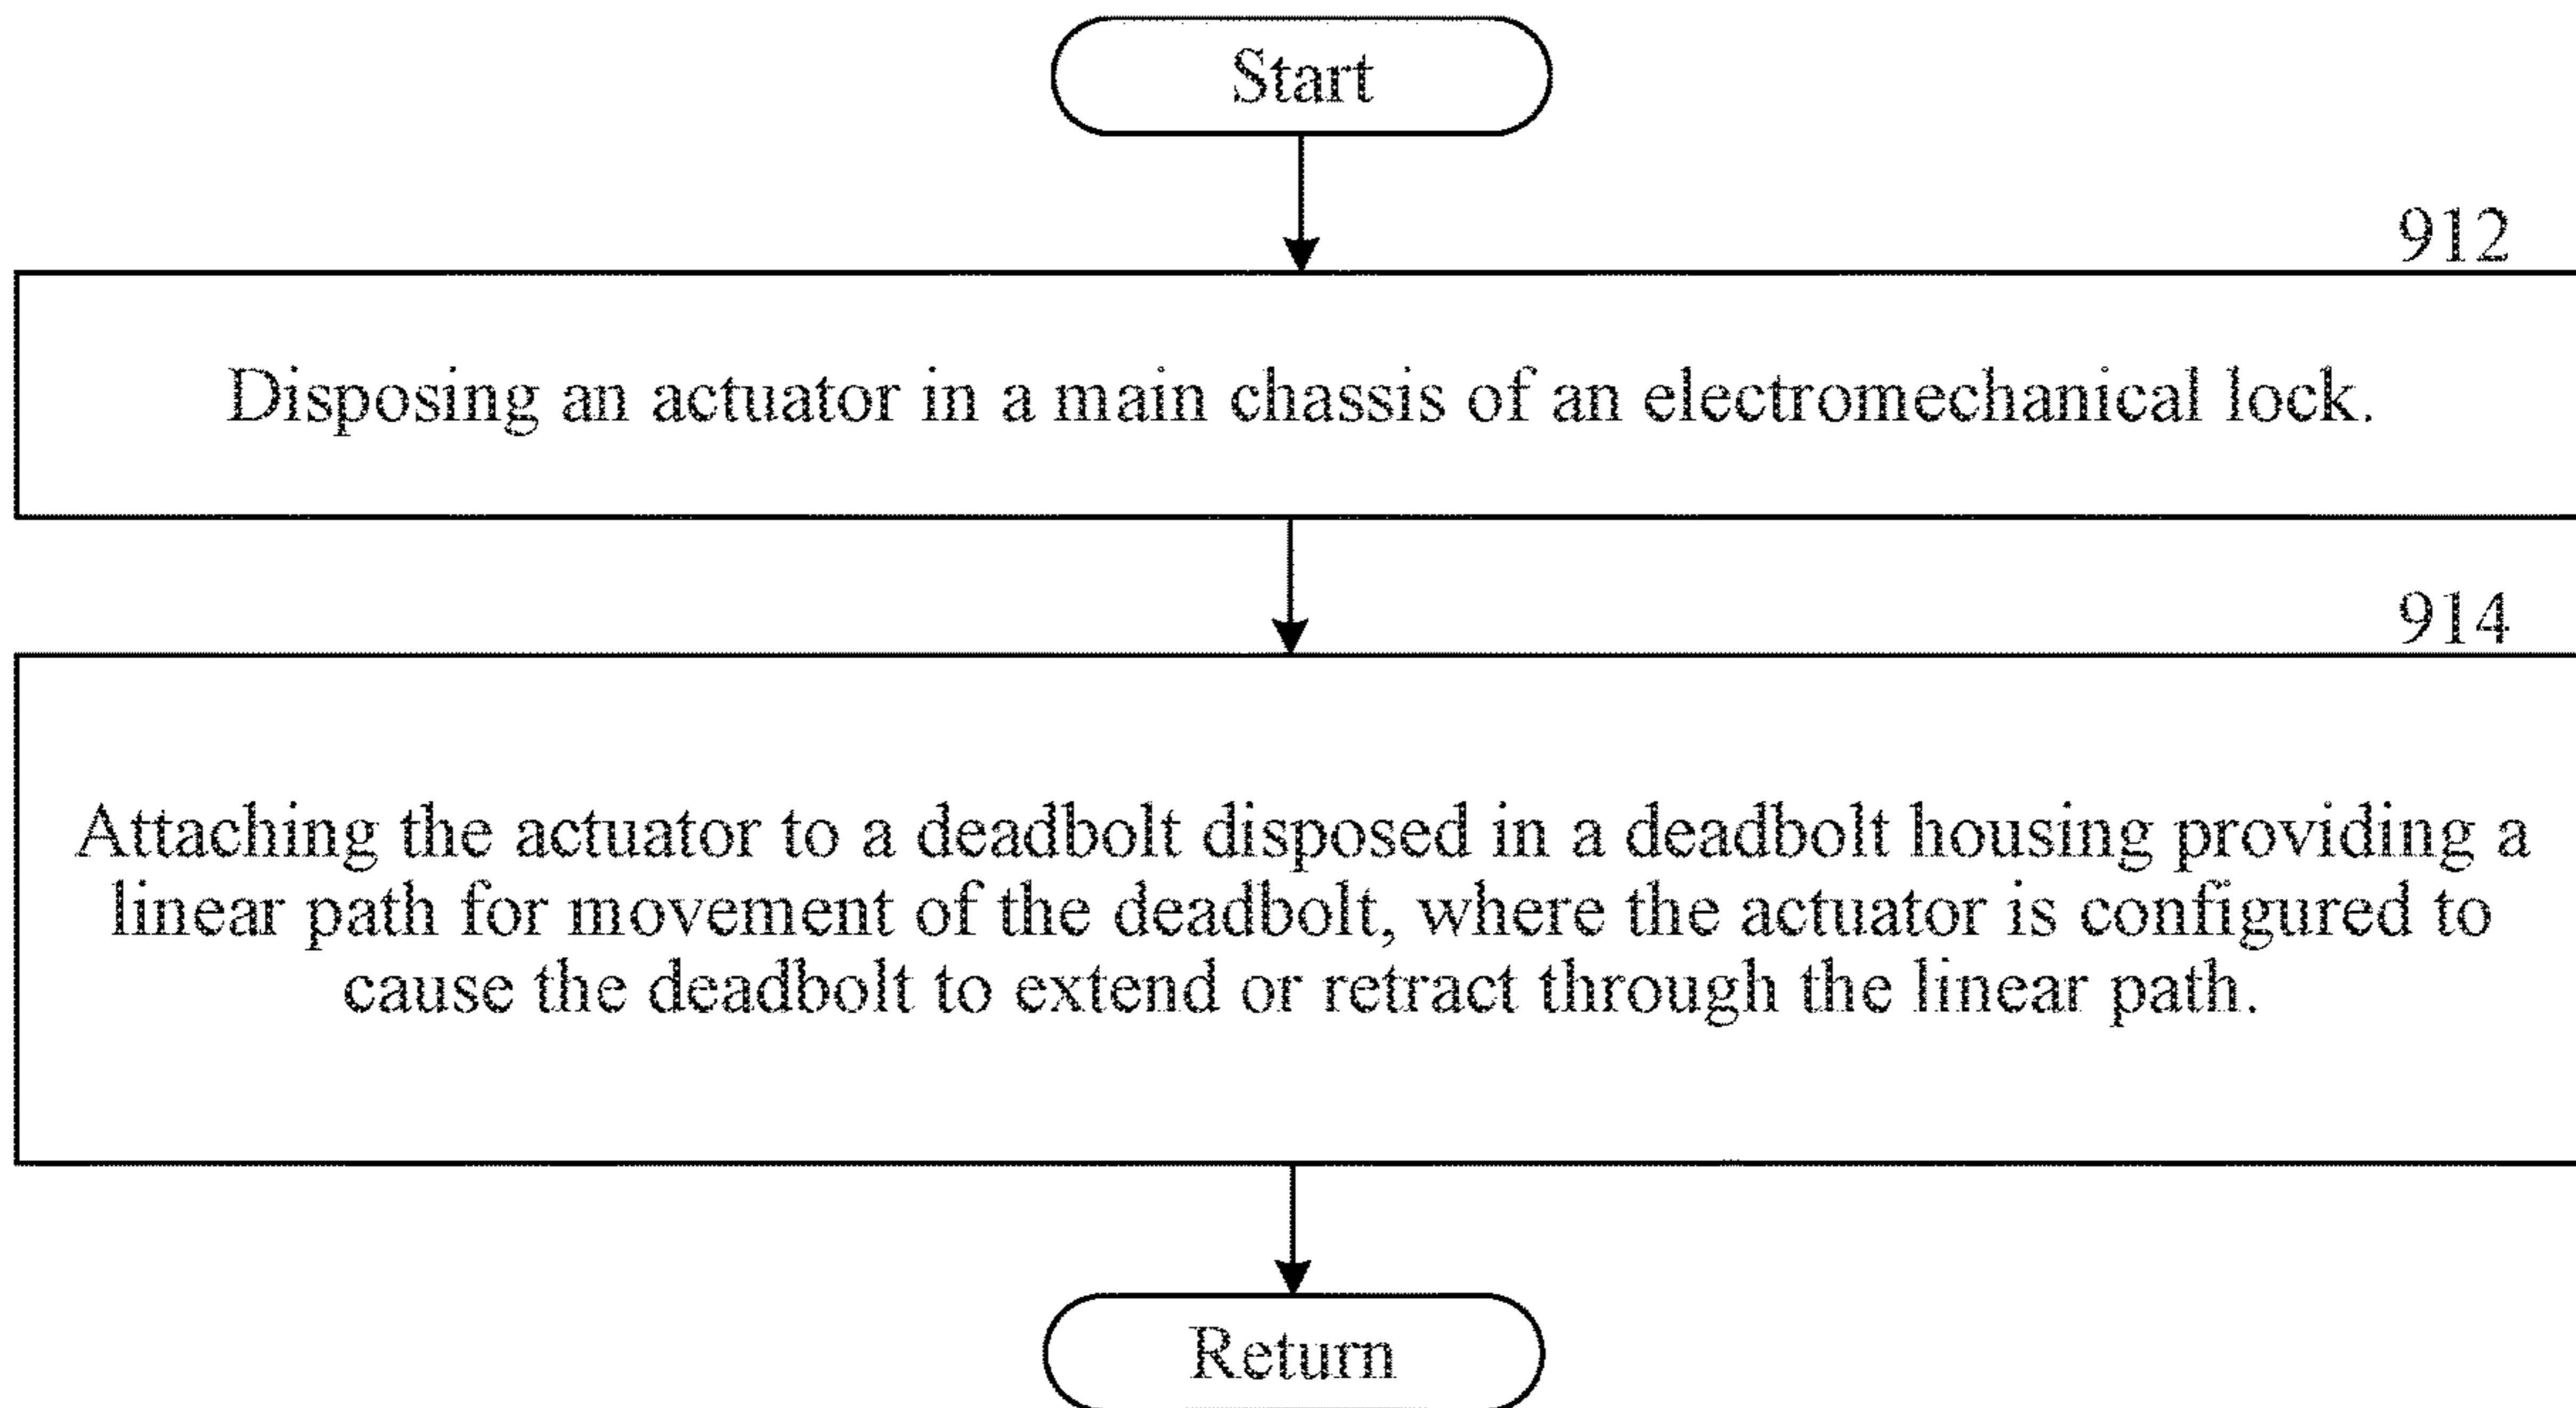 Start
912
Disposing an actuator in a main chassis of an electromechanical lock.
914
Attaching the actuator to a deadbolt disposed in a deadbolt housing providing a
linear path for movement of the deadbolt, where the actuator is configured to
cause the deadbolt to extend or retract through the linear path.
Return